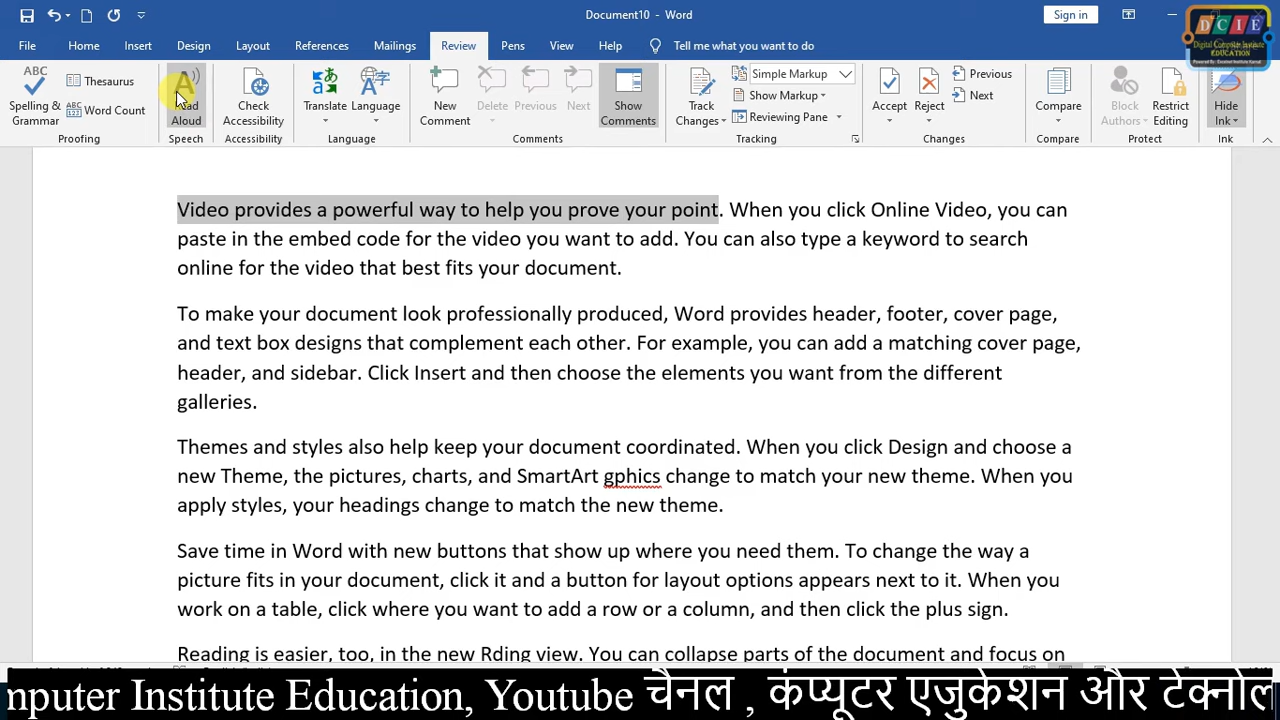 Document10 - Word
Sign in
DCIE
Digital Computer Institute
EDUCATION
File Home Insert Design Layout References Mailings Review Pens View Help Tell me what you want to do
ABC
Spelling & Grammar
Thesaurus
ABC 123 Word Count
Read Aloud
Check Accessibility
Translate
Language
New Comment
Delete
Previous
Next
Show Comments
Track Changes
Simple Markup
Show Markup
Reviewing Pane
Accept
Reject
Previous
Next
Compare
Block Authors
Restrict Editing
Hide Ink
Proofing Speech Accessibility Language Comments Tracking Changes Compare Protect Ink
Video provides a powerful way to help you prove your point. When you click Online Video, you can
paste in the embed code for the video you want to add. You can also type a keyword to search
online for the video that best fits your document.
To make your document look professionally produced, Word provides header, footer, cover page,
and text box designs that complement each other. For example, you can add a matching cover page,
header, and sidebar. Click Insert and then choose the elements you want from the different
galleries.
Themes and styles also help keep your document coordinated. When you click Design and choose a
new Theme, the pictures, charts, and SmartArt gphics change to match your new theme. When you
apply styles, your headings change to match the new theme.
Save time in Word with new buttons that show up where you need them. To change the way a
picture fits in your document, click it and a button for layout options appears next to it. When you
work on a table, click where you want to add a row or a column, and then click the plus sign.
Reading is easier, too, in the new Rding view. You can collapse parts of the document and focus on
mputer Institute Education, Youtube चैनल , कंप्यूटर एजुकेशन और टेक्नोल